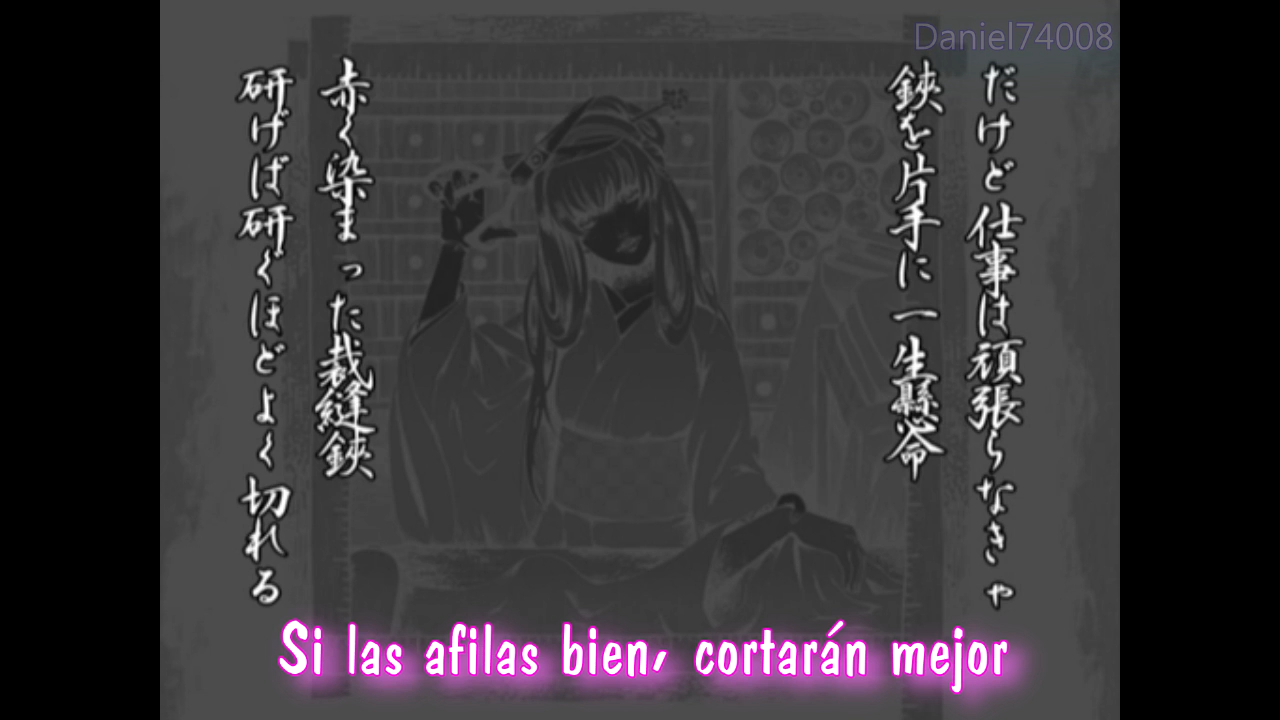 Daniel74008
だけど仕事は頑張らなきゃ
鋏を片手に一生懸命
赤く染まった裁縫鋏
研げば研ぐほどよく切れる
Si las afilas bien, cortarán mejor